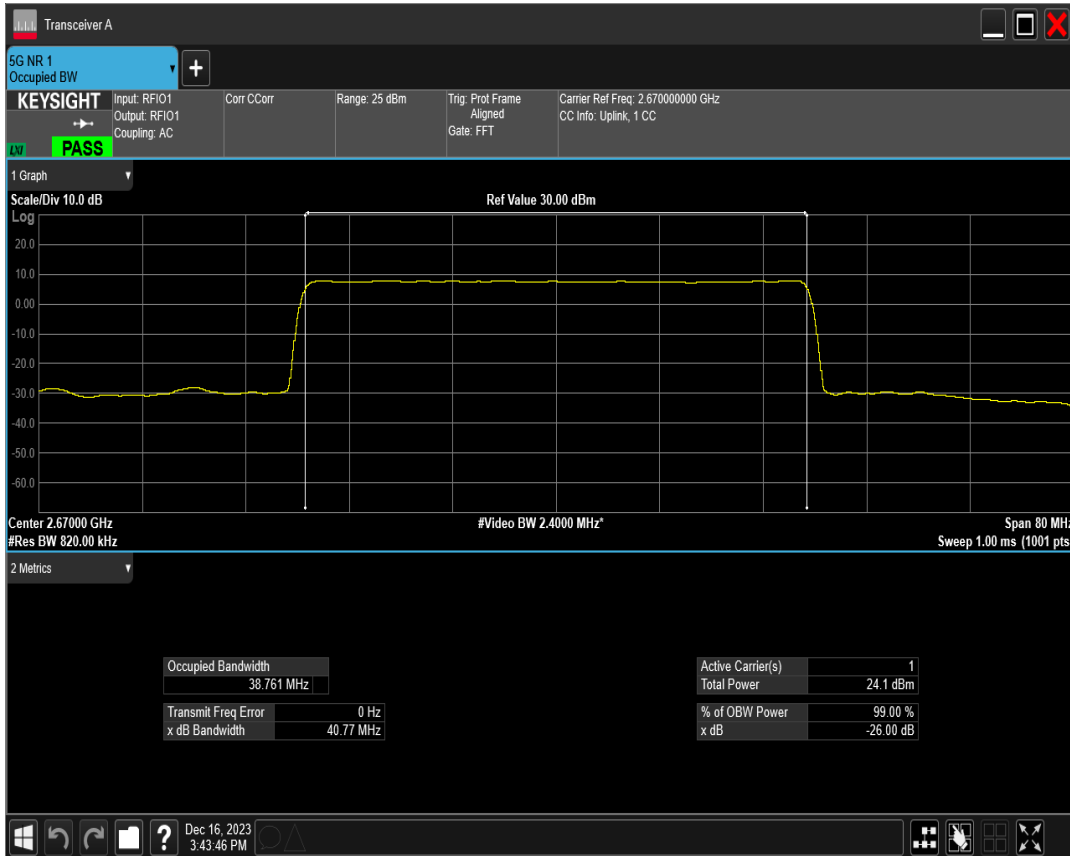 Transceiver A
5G NR 1
Occupied BW
KEYSIGHT
LXI
PASS
Input: RFIO1
Output: RFIO1
Coupling: AC
Corr CCorr
Range: 25 dBm
Trig: Prot Frame
Aligned
Gate: FFT
Carrier Ref Freq: 2.670000000 GHz
CC Info: Uplink, 1 CC
1 Graph
Scale/Div 10.0 dB
Ref Value 30.00 dBm
Log
20.0
10.0
0.00
-10.0
-20.0
-30.0
-40.0
-50.0
-60.0
Center 2.67000 GHz
#Video BW 2.4000 MHz*
Span 80 MHz
#Res BW 820.00 kHz
Sweep 1.00 ms (1001 pts
2 Metrics
Occupied Bandwidth
38.761 MHz
Transmit Freq Error 0 Hz
x dB Bandwidth 40.77 MHz
Active Carrier(s) 1
Total Power 24.1 dBm
% of OBW Power 99.00 %
x dB -26.00 dB
Dec 16, 2023
3:43:46 PM